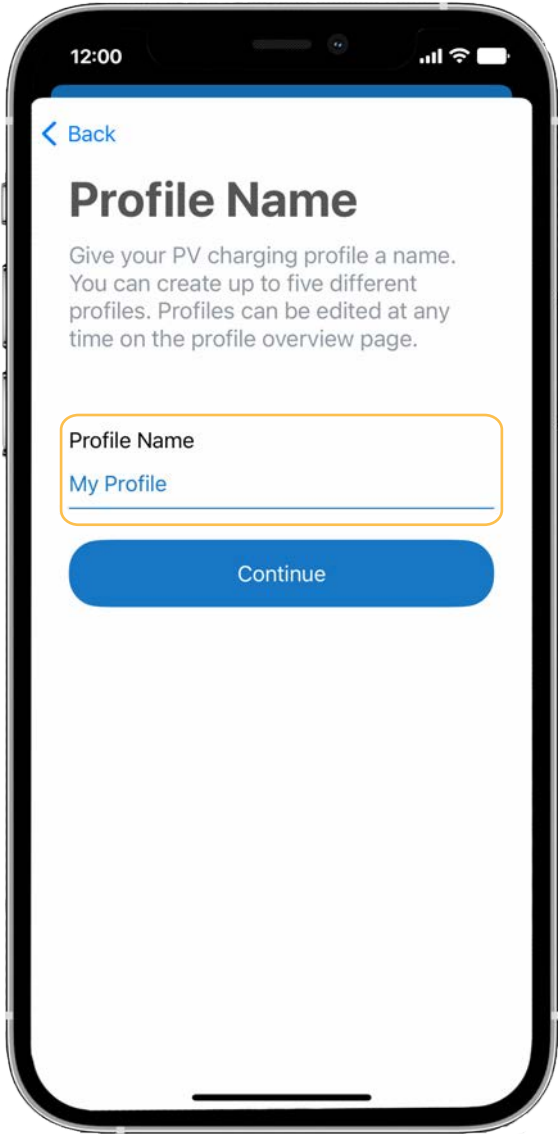 12:00
Back
Profile Name
Give your PV charging profile a name.
You can create up to five different
profiles. Profiles can be edited at any
time on the profile overview page.
Profile Name
My Profile
Continue